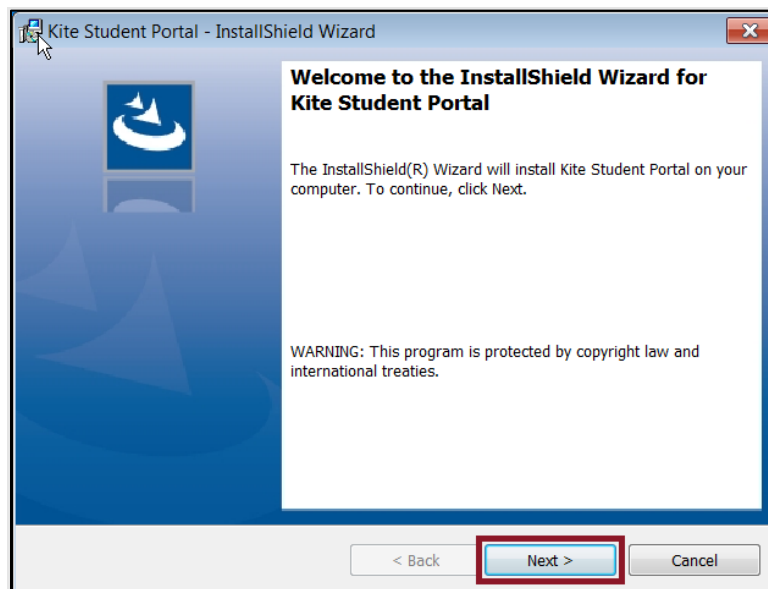 Kite Student Portal - InstallShield Wizard
Welcome to the InstallShield Wizard for
Kite Student Portal
The InstallShield(R) Wizard will install Kite Student Portal on your
computer. To continue, click Next.
WARNING: This program is protected by copyright law and
international treaties.
< Back Next > Cancel